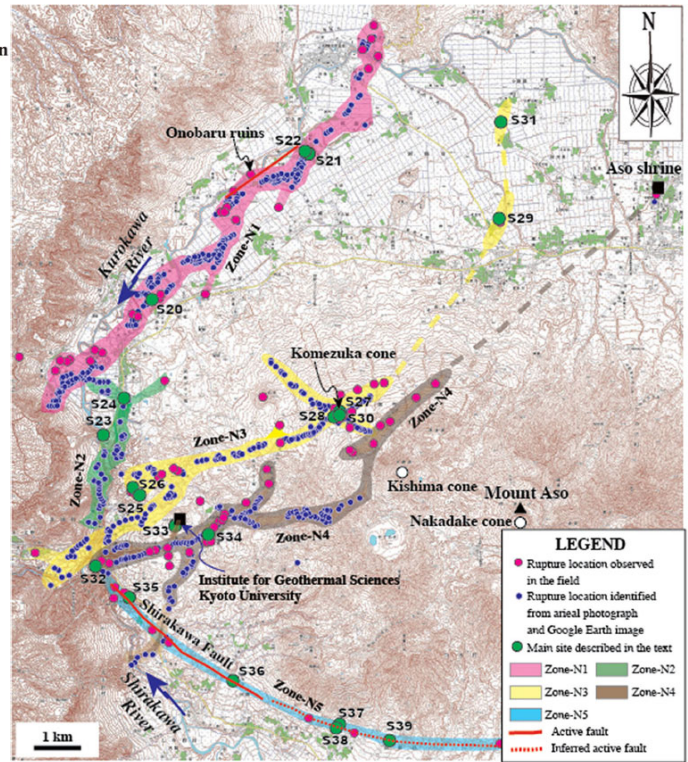 n
N
S31
Onobaru ruins
S22
S21
Aso shrine
S29
Kurokawa
River
Zone-N1
S20
Komezuka cone
S24
S27
S28
S30
Zone-N4
S23
Zone-N3
Zone-N2
S26
S25
Kishima cone
Mount Aso
Nakadake cone
S33
S34
Zone-N4
S32
Institute for Geothermal Sciences
Kyoto University
S35
Shirakawa Fault
S36
Shirakawa
River
Zone-N5
S37
S38
S39
1 km
LEGEND
Rupture location observed
in the field
Rupture location identified
from arieal photograph
and Google Earth image
Main site described in the text
Zone-N1
Zone-N2
Zone-N3
Zone-N4
Zone-N5
Active fault
Inferred active fault